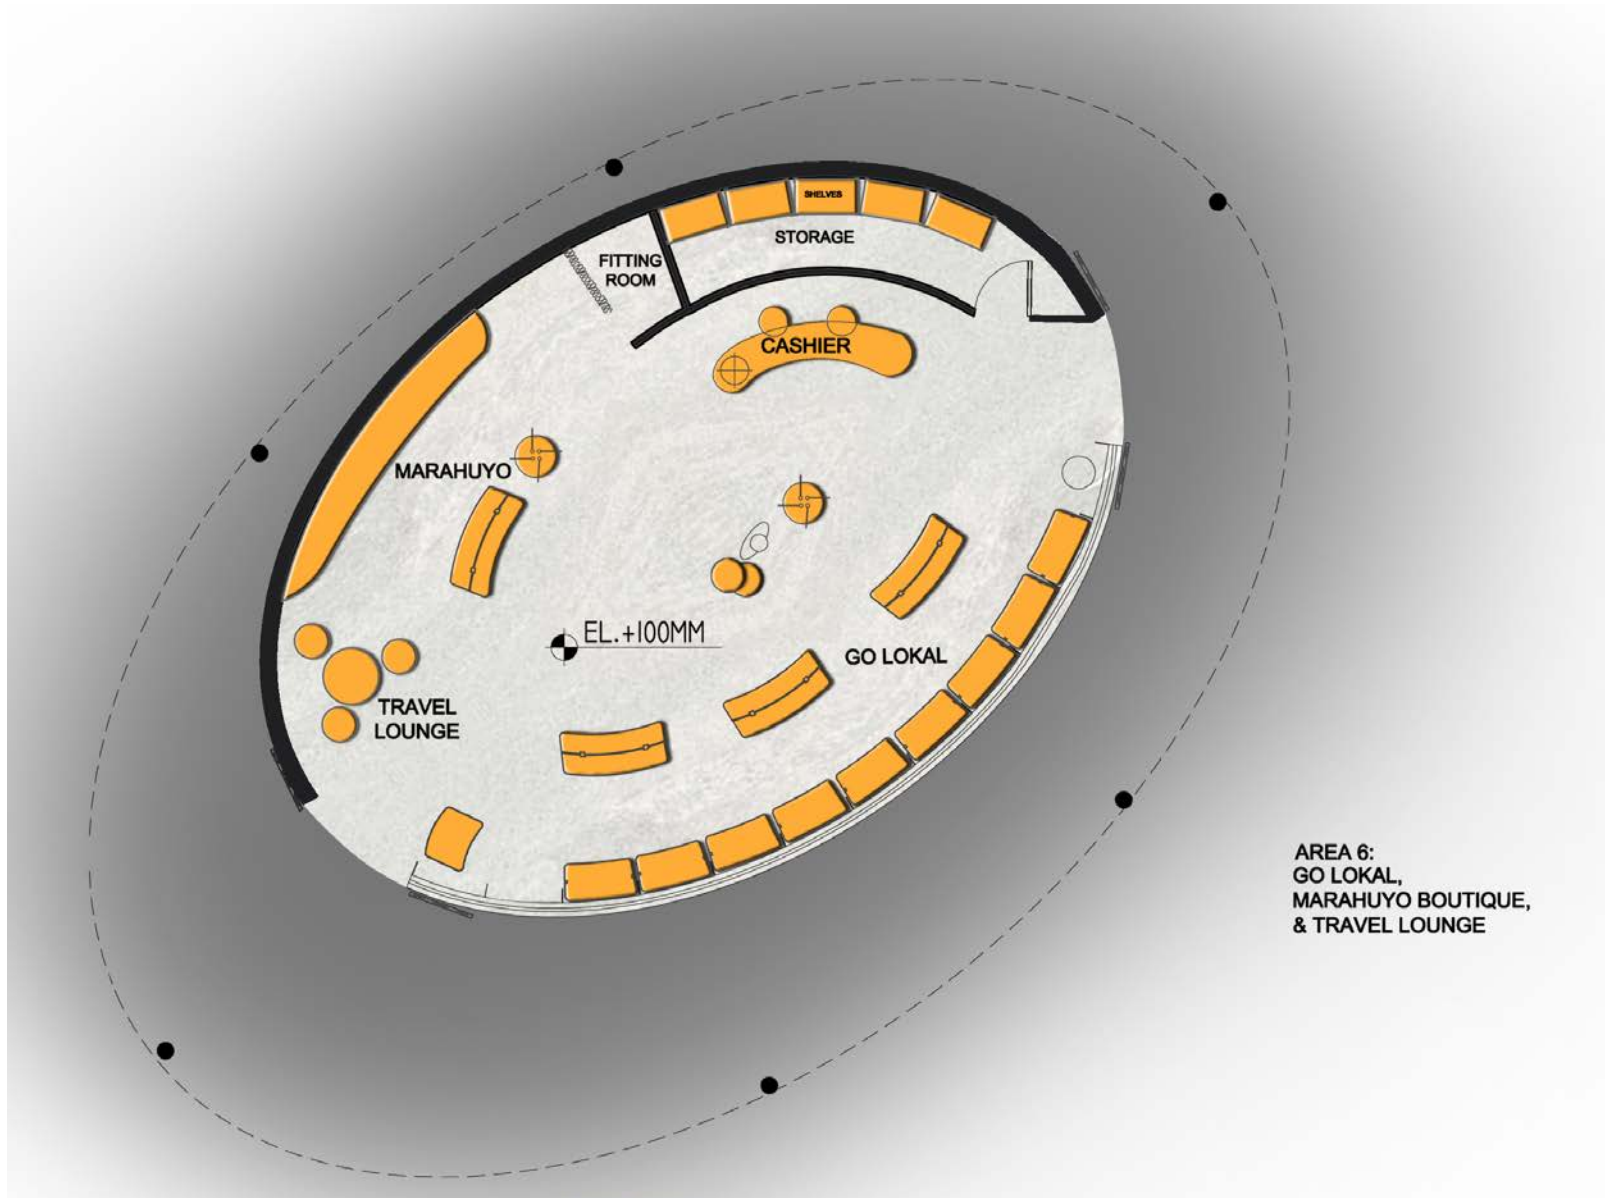 SHELVES
STORAGE
FITTING
ROOM
CASHIER
MARAHUYO
EL.+100MM
GO LOKAL
TRAVEL
LOUNGE
AREA 6:
GO LOKAL,
MARAHUYO BOUTIQUE,
& TRAVEL LOUNGE